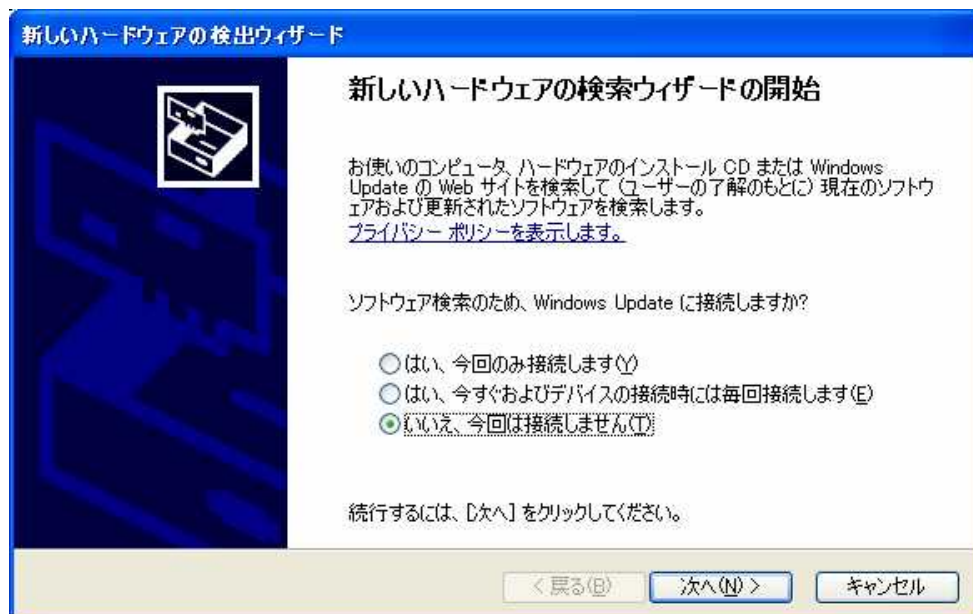 新しいハードウェアの検出ウィザード
新しいハードウェアの検索ウィザードの開始
お使いのコンピュータ、ハードウェアのインストール CD または Windows
Update の Web サイトを検索して (ユーザーの了解のもとに) 現在のソフトウ
ェアおよび更新されたソフトウェアを検索します。
プライバシー ポリシーを表示します。
ソフトウェア検索のため、Windows Update に接続しますか?
はい、今回のみ接続します(Y)
はい、今すぐおよびデバイスの接続時には毎回接続します(E)
いいえ、今回は接続しません(T)
続行するには、[次へ] をクリックしてください。
< 戻る(B)
次へ(N) >
キャンセル